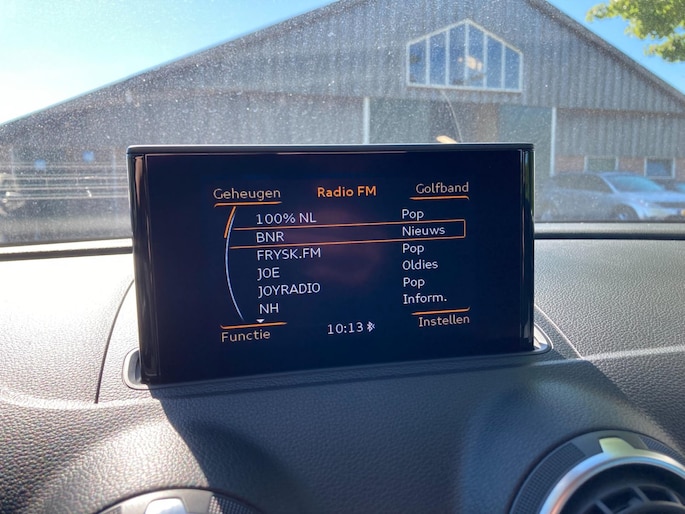 Geheugen Radio FM Golfband
100% NL Pop
BNR Nieuws
FRYSK.FM Pop
JOE Oldies
JOYRADIO Pop
NH Inform.
Functie 10:13 Instellen